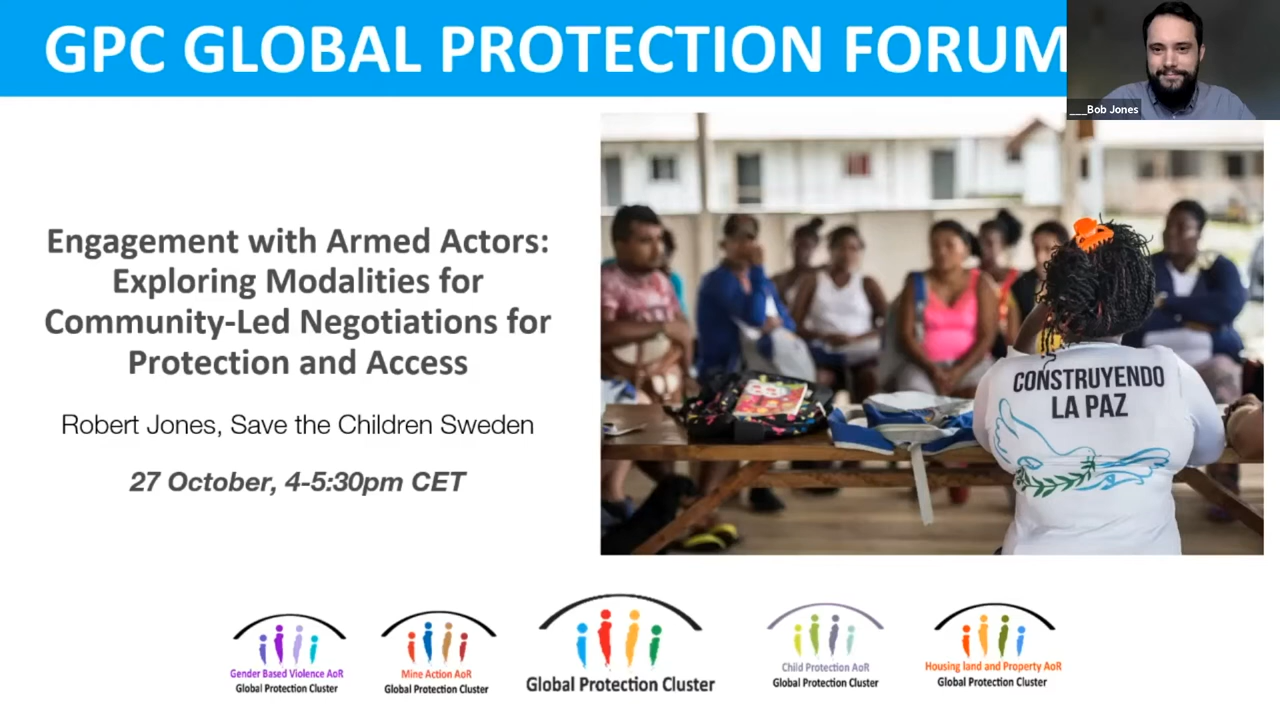 GPC GLOBAL PROTECTION FORUM
___Bob Jones
Engagement with Armed Actors:
Exploring Modalities for
Community-Led Negotiations for
Protection and Access
Robert Jones, Save the Children Sweden
27 October, 4-5:30pm CET
CONSTRUYENDO
LA PAZ
Gender Based Violence AoR
Global Protection Cluster
Mine Action AoR
Global Protection Cluster
Global Protection Cluster
Child Protection AoR
Global Protection Cluster
Housing land and Property AoR
Global Protection Cluster